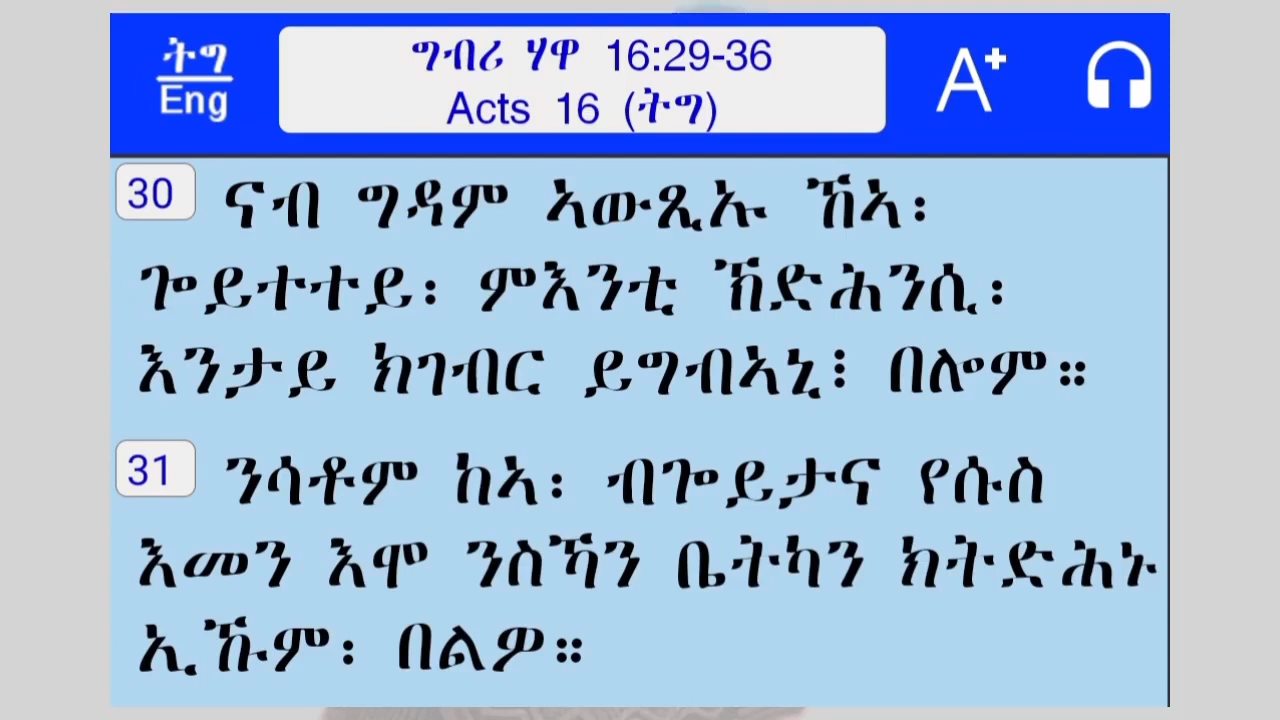 ትግ
Eng
ግብሪ ሃዋ 16:29-36
Acts 16 (ትግ)
A+
30 ናብ ግዳም ኣውጺኡ ኸኣ፡
ጐይተተይ፡ ምእንቲ ኽድሕንሲ፡
እንታይ ክገብር ይግብኣኒ፧ በሎም።
31 ንሳቶም ከኣ፡ ብጐይታና የሱስ
እመን እሞ ንስኻን ቤትካን ክትድሕኑ
ኢኹም፡ በልዎ።